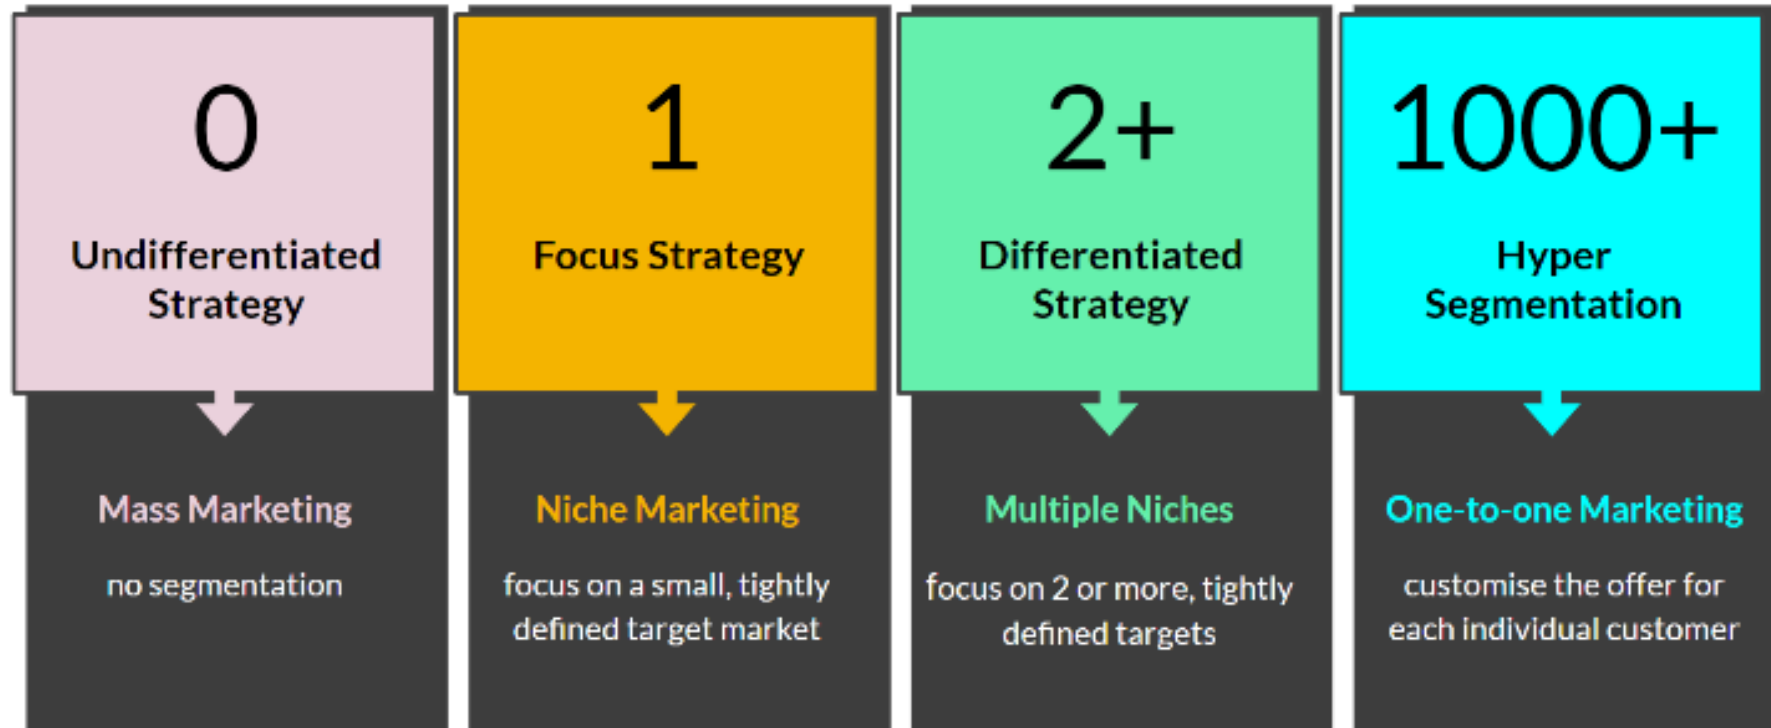 0
Undifferentiated
Strategy
Mass Marketing
no segmentation
1
Focus Strategy
Niche Marketing
focus on a small, tightly
defined target market
2+
Differentiated
Strategy
Multiple Niches
focus on 2 or more, tightly
defined targets
1000+
Hyper
Segmentation
One-to-one Marketing
customise the offer for
each individual customer